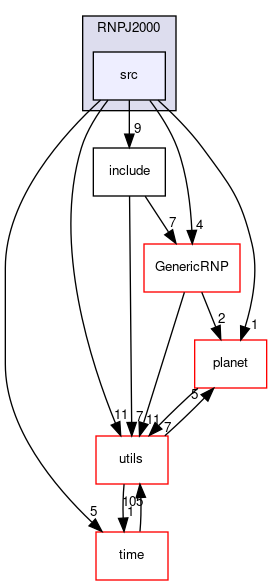 RNPJ2000
src
9
include
7
4
GenericRNP
2
1
planet
11
7
11
5
7
utils
105
1
5
time